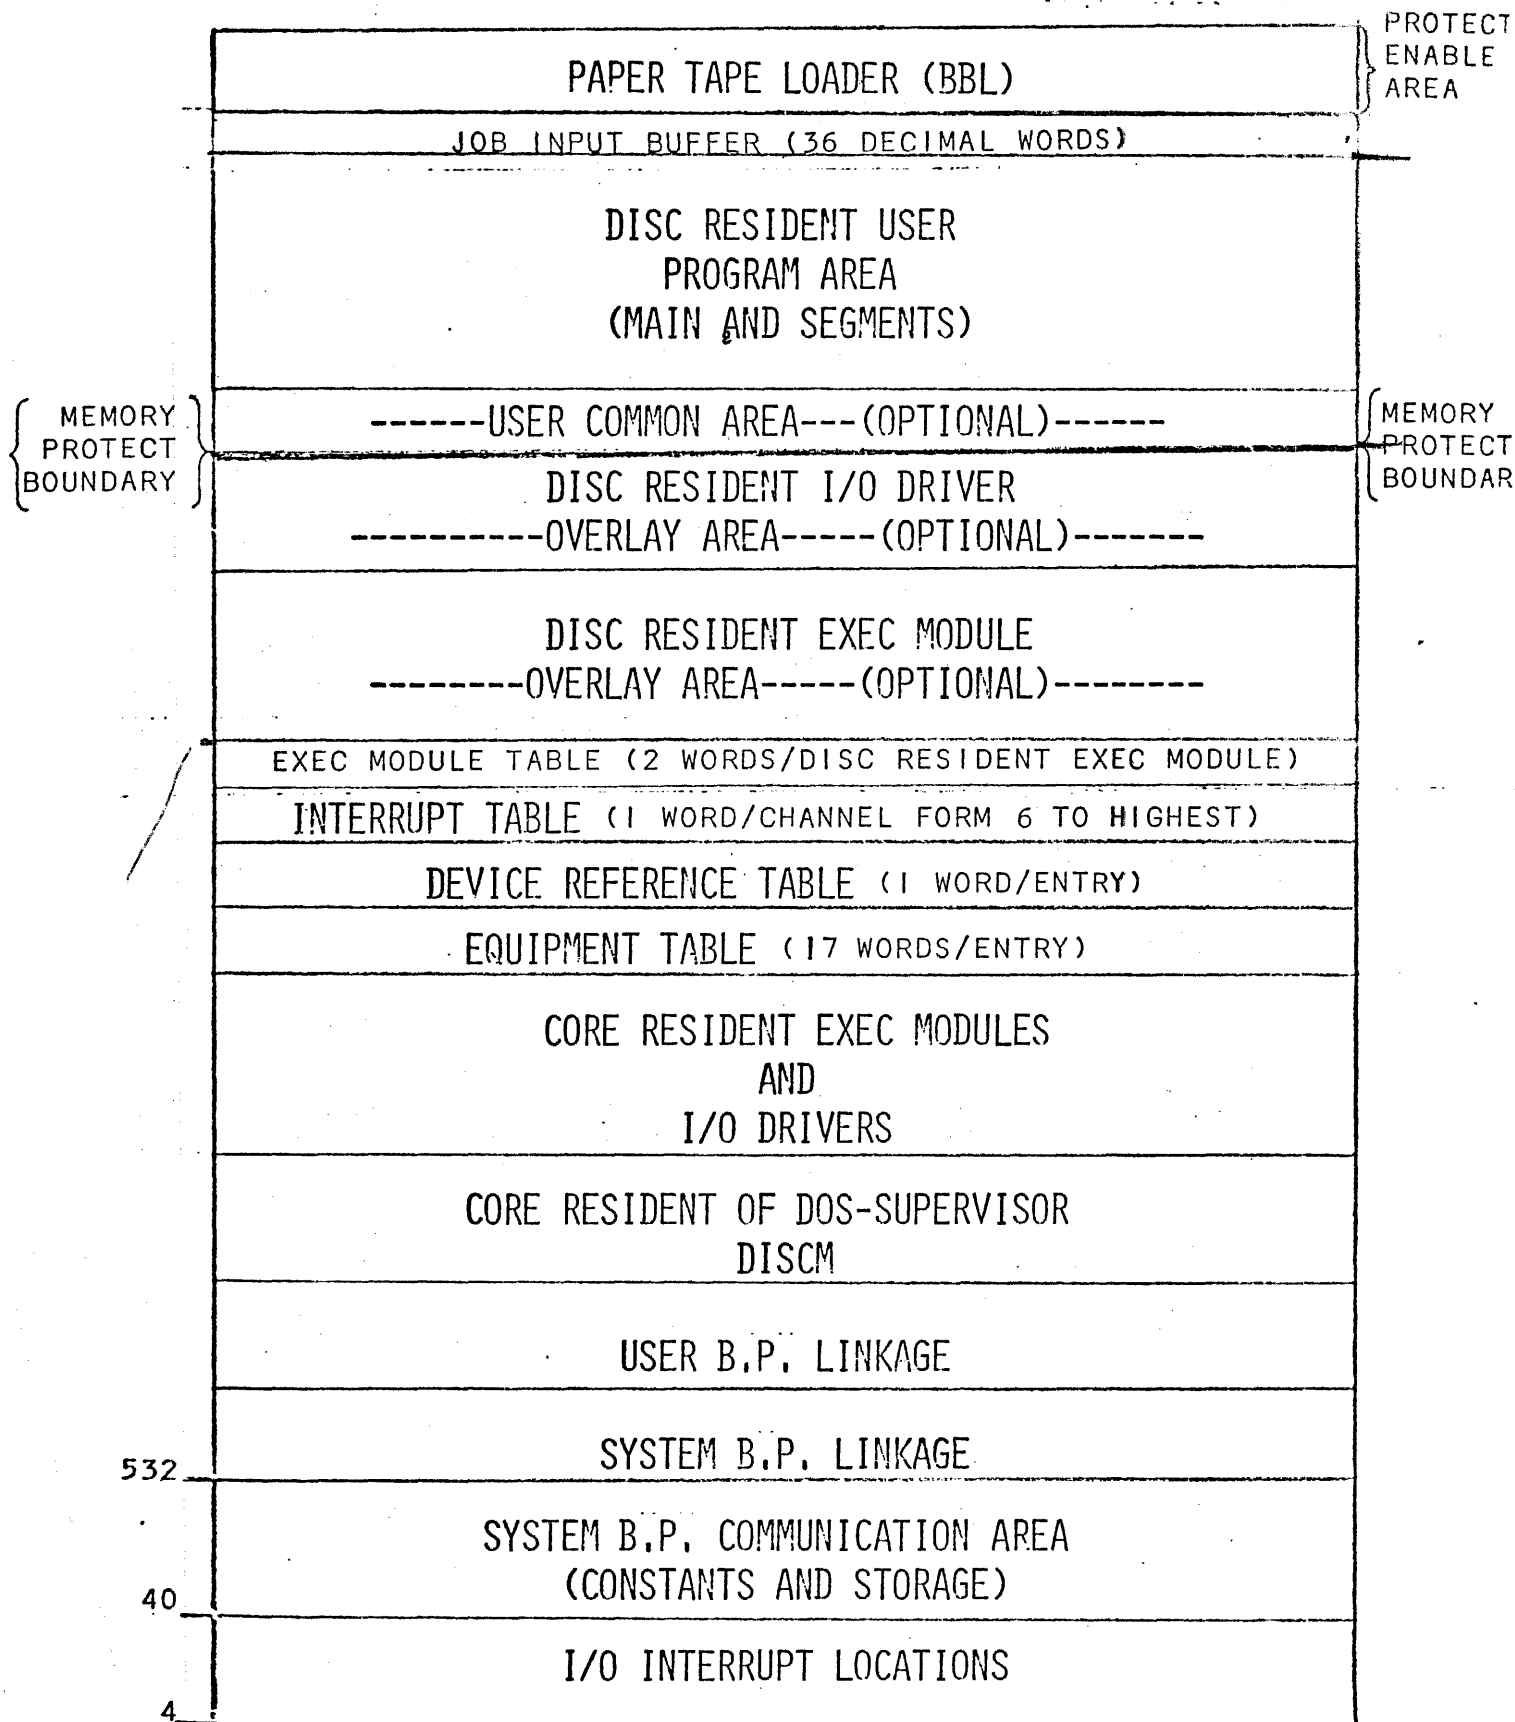 PROTECT
ENABLE
AREA
PAPER TAPE LOADER (BBL)
JOB INPUT BUFFER (36 DECIMAL WORDS)
DISC RESIDENT USER
PROGRAM AREA
(MAIN AND SEGMENTS)
MEMORY
PROTECT
BOUNDARY
------USER COMMON AREA---(OPTIONAL)------
MEMORY
PROTECT
BOUNDAR
DISC RESIDENT I/O DRIVER
----------OVERLAY AREA-----(OPTIONAL)-------
DISC RESIDENT EXEC MODULE
--------OVERLAY AREA-----(OPTIONAL)--------
EXEC MODULE TABLE (2 WORDS/DISC RESIDENT EXEC MODULE)
INTERRUPT TABLE (1 WORD/CHANNEL FORM 6 TO HIGHEST)
DEVICE REFERENCE TABLE (1 WORD/ENTRY)
EQUIPMENT TABLE (17 WORDS/ENTRY)
CORE RESIDENT EXEC MODULES
AND
I/O DRIVERS
CORE RESIDENT OF DOS-SUPERVISOR
DISCM
USER B.P. LINKAGE
SYSTEM B.P. LINKAGE
532
SYSTEM B.P. COMMUNICATION AREA
(CONSTANTS AND STORAGE)
40
I/O INTERRUPT LOCATIONS
4